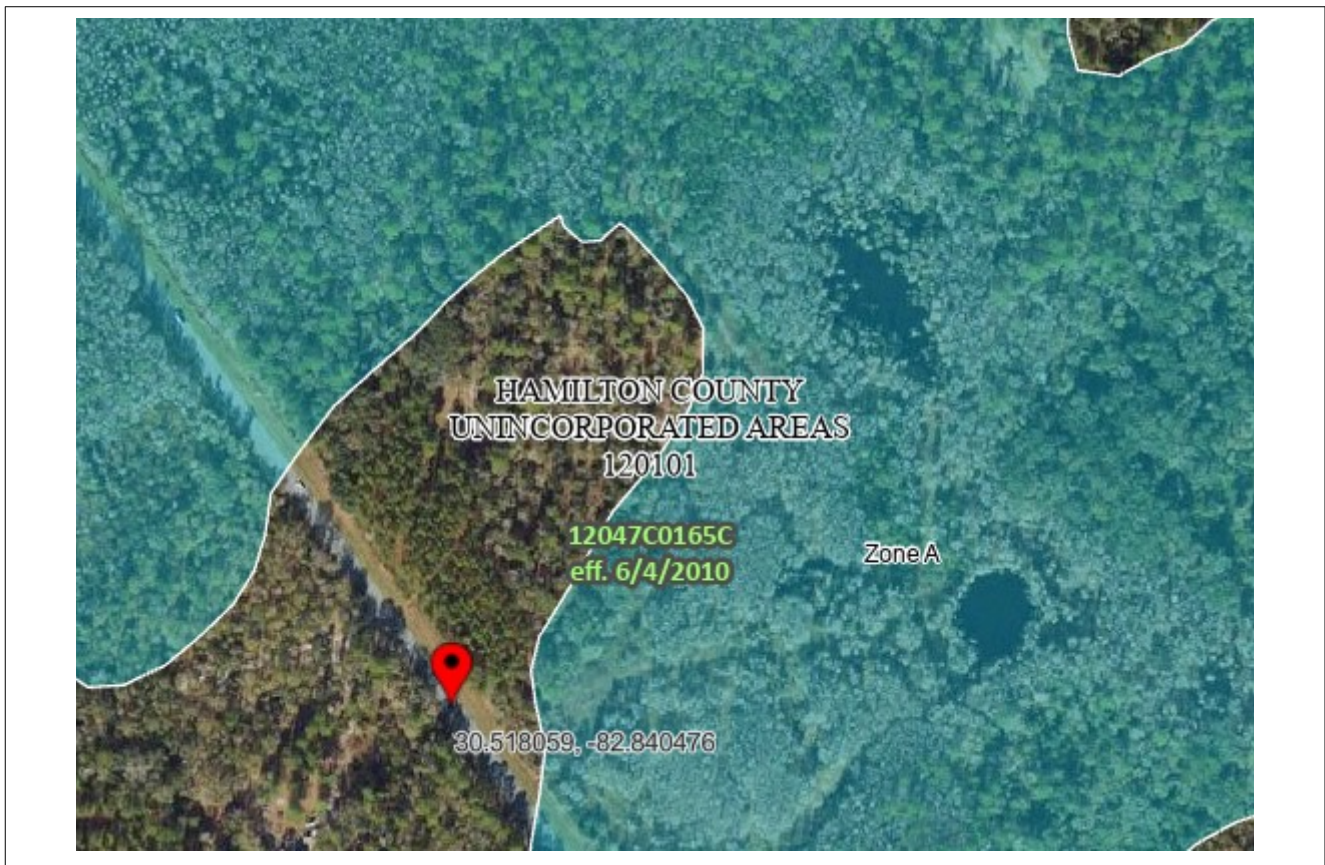 HAMILTON COUNTY
UNINCORPORATED AREAS
120101
12047C0165C
eff. 6/4/2010
Zone A
30.518059, -82.840476